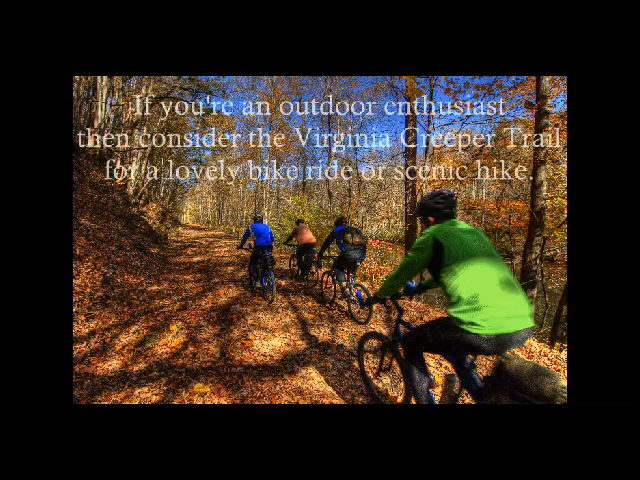 If you're an outdoor enthusiast
then consider the Virginia Creeper Trail
for a lovely bike ride or scenic hike.